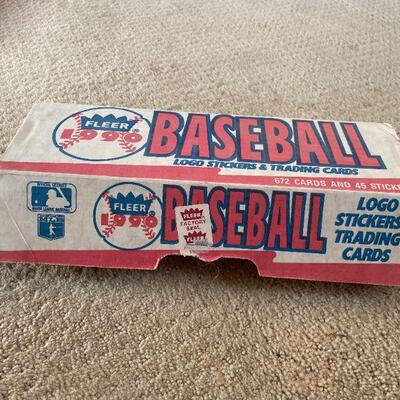 FLEER®
1990
BASEBALL
LOGO STICKERS & TRADING CARDS
672 CARDS AND 45 STICKE
FLEER®
1990
BASEBALL
FLEER
FACTORY
SEAL
FLEER
LOGO
STICKERS
TRADING
CARDS